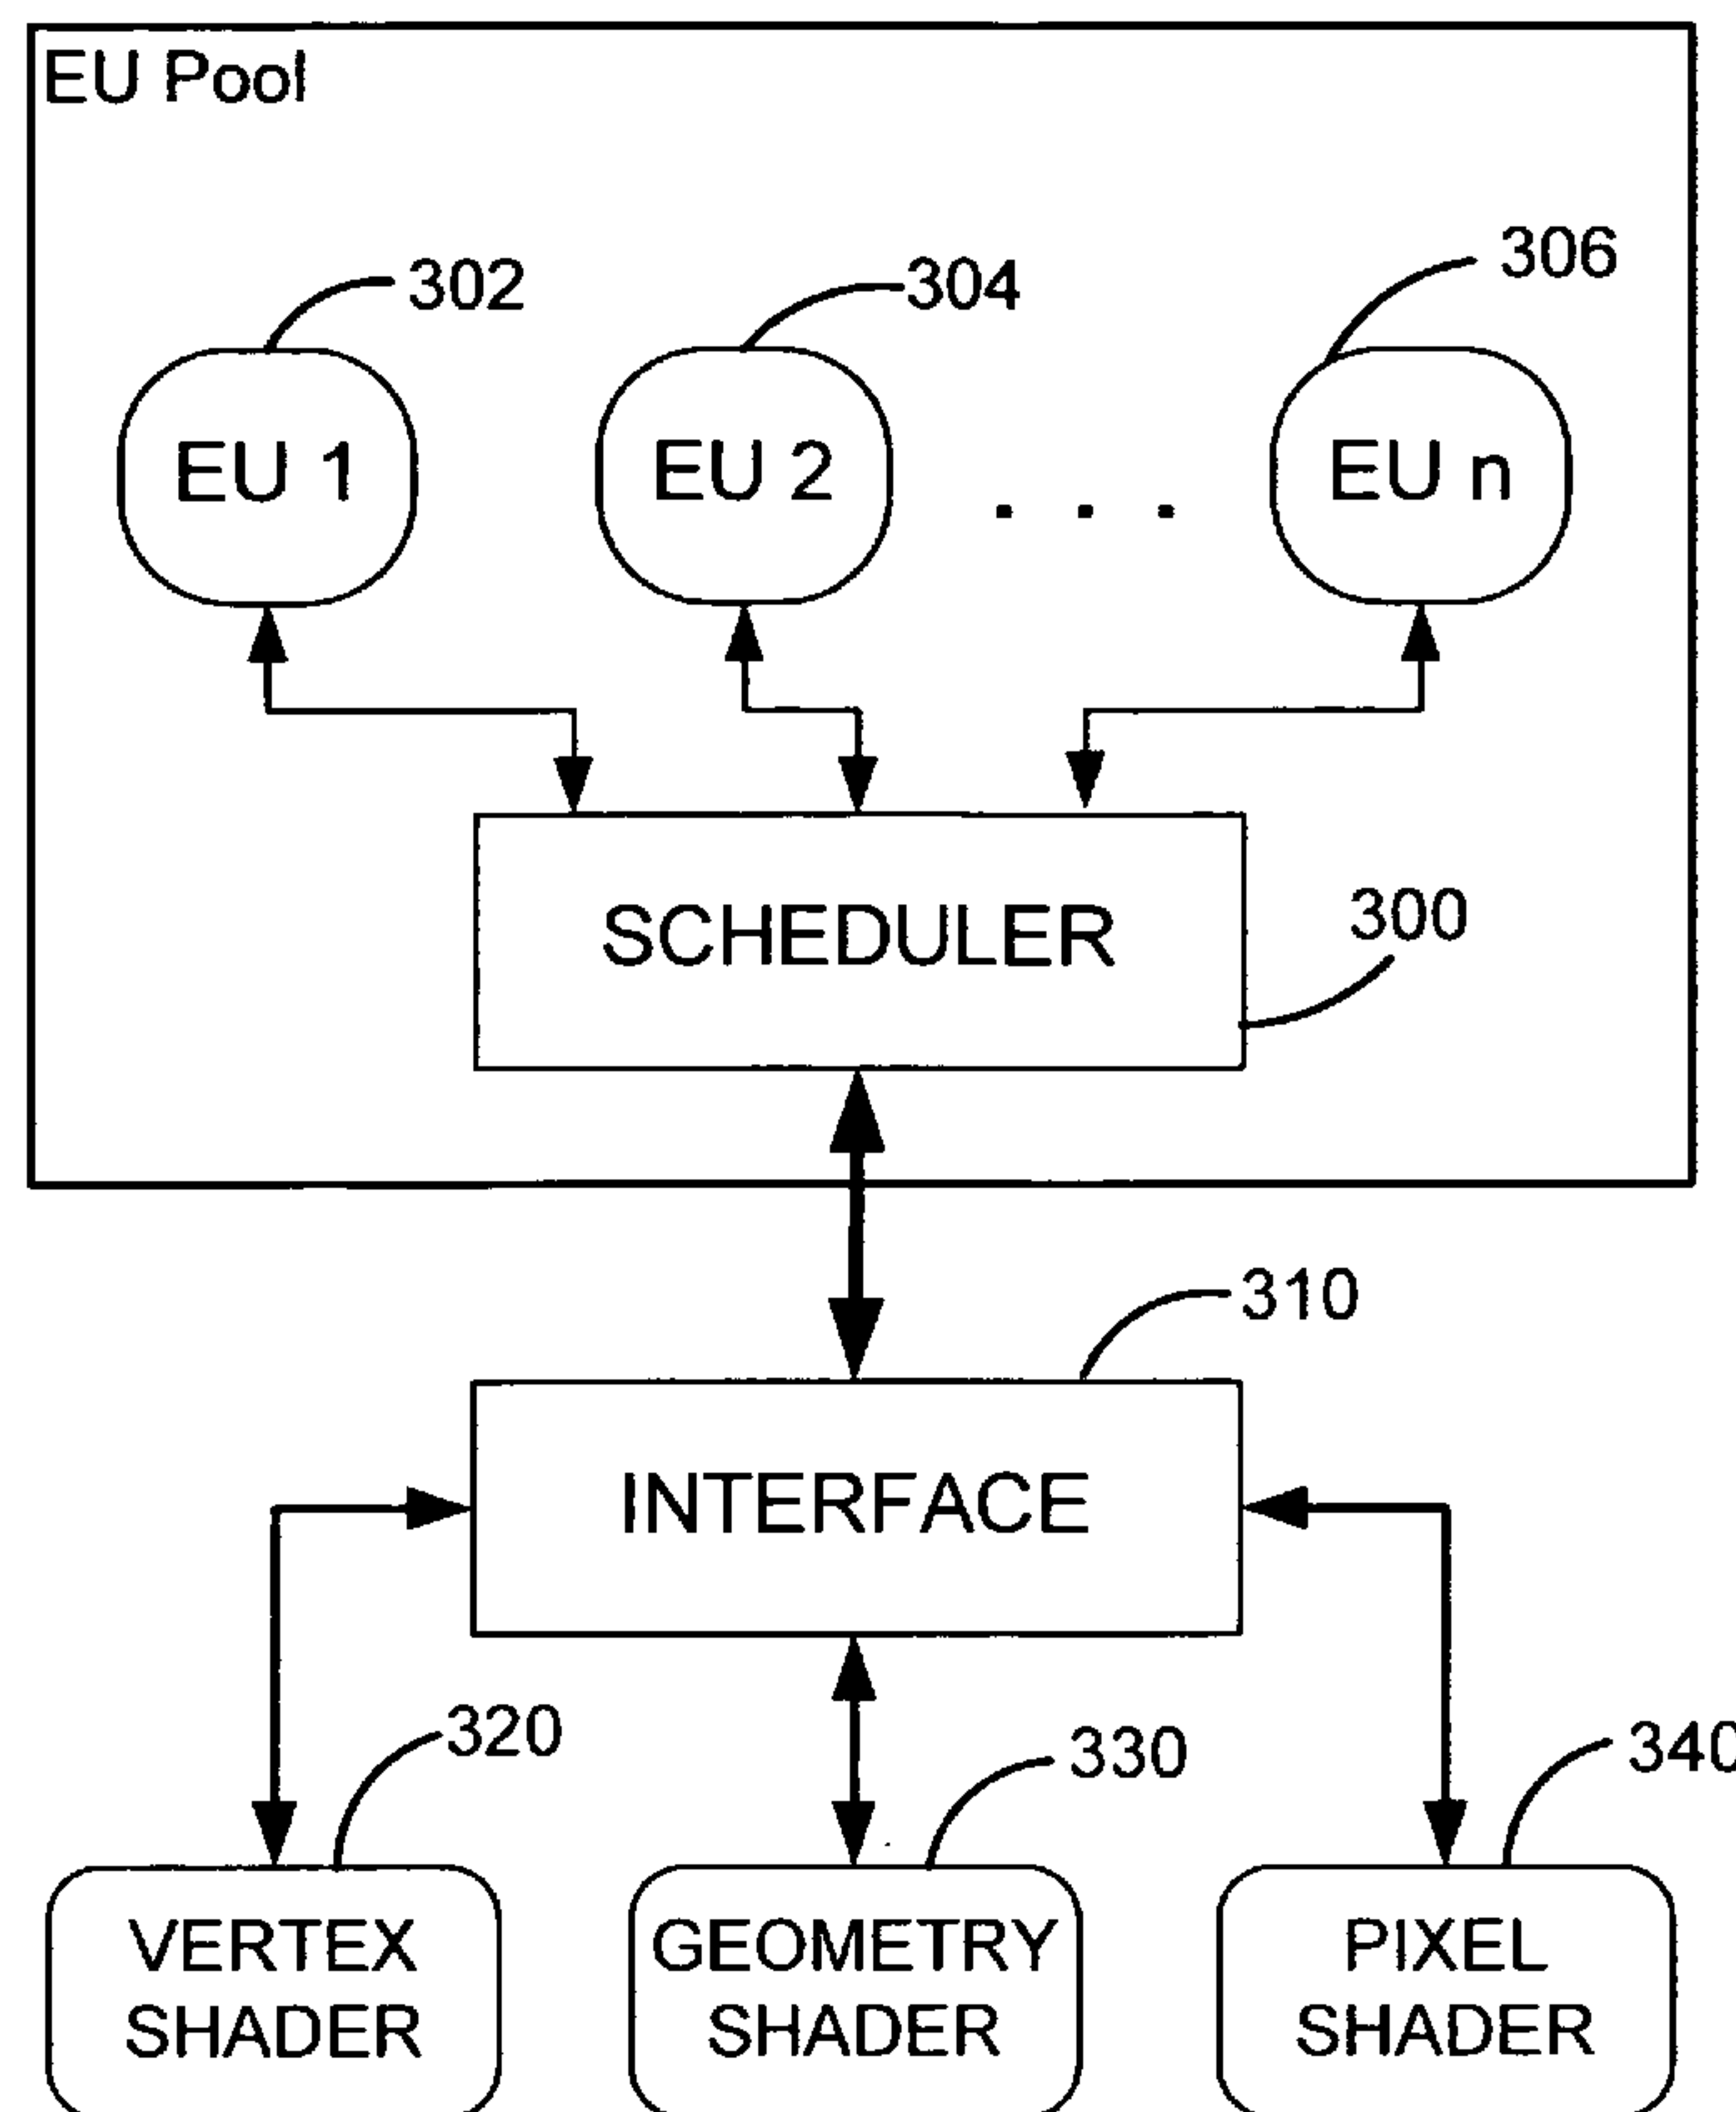 EU Pool
302
304
306
EU 1
EU 2
. . .
EU n
SCHEDULER
300
310
INTERFACE
320
330
340
VERTEX
SHADER
GEOMETRY
SHADER
PIXEL
SHADER